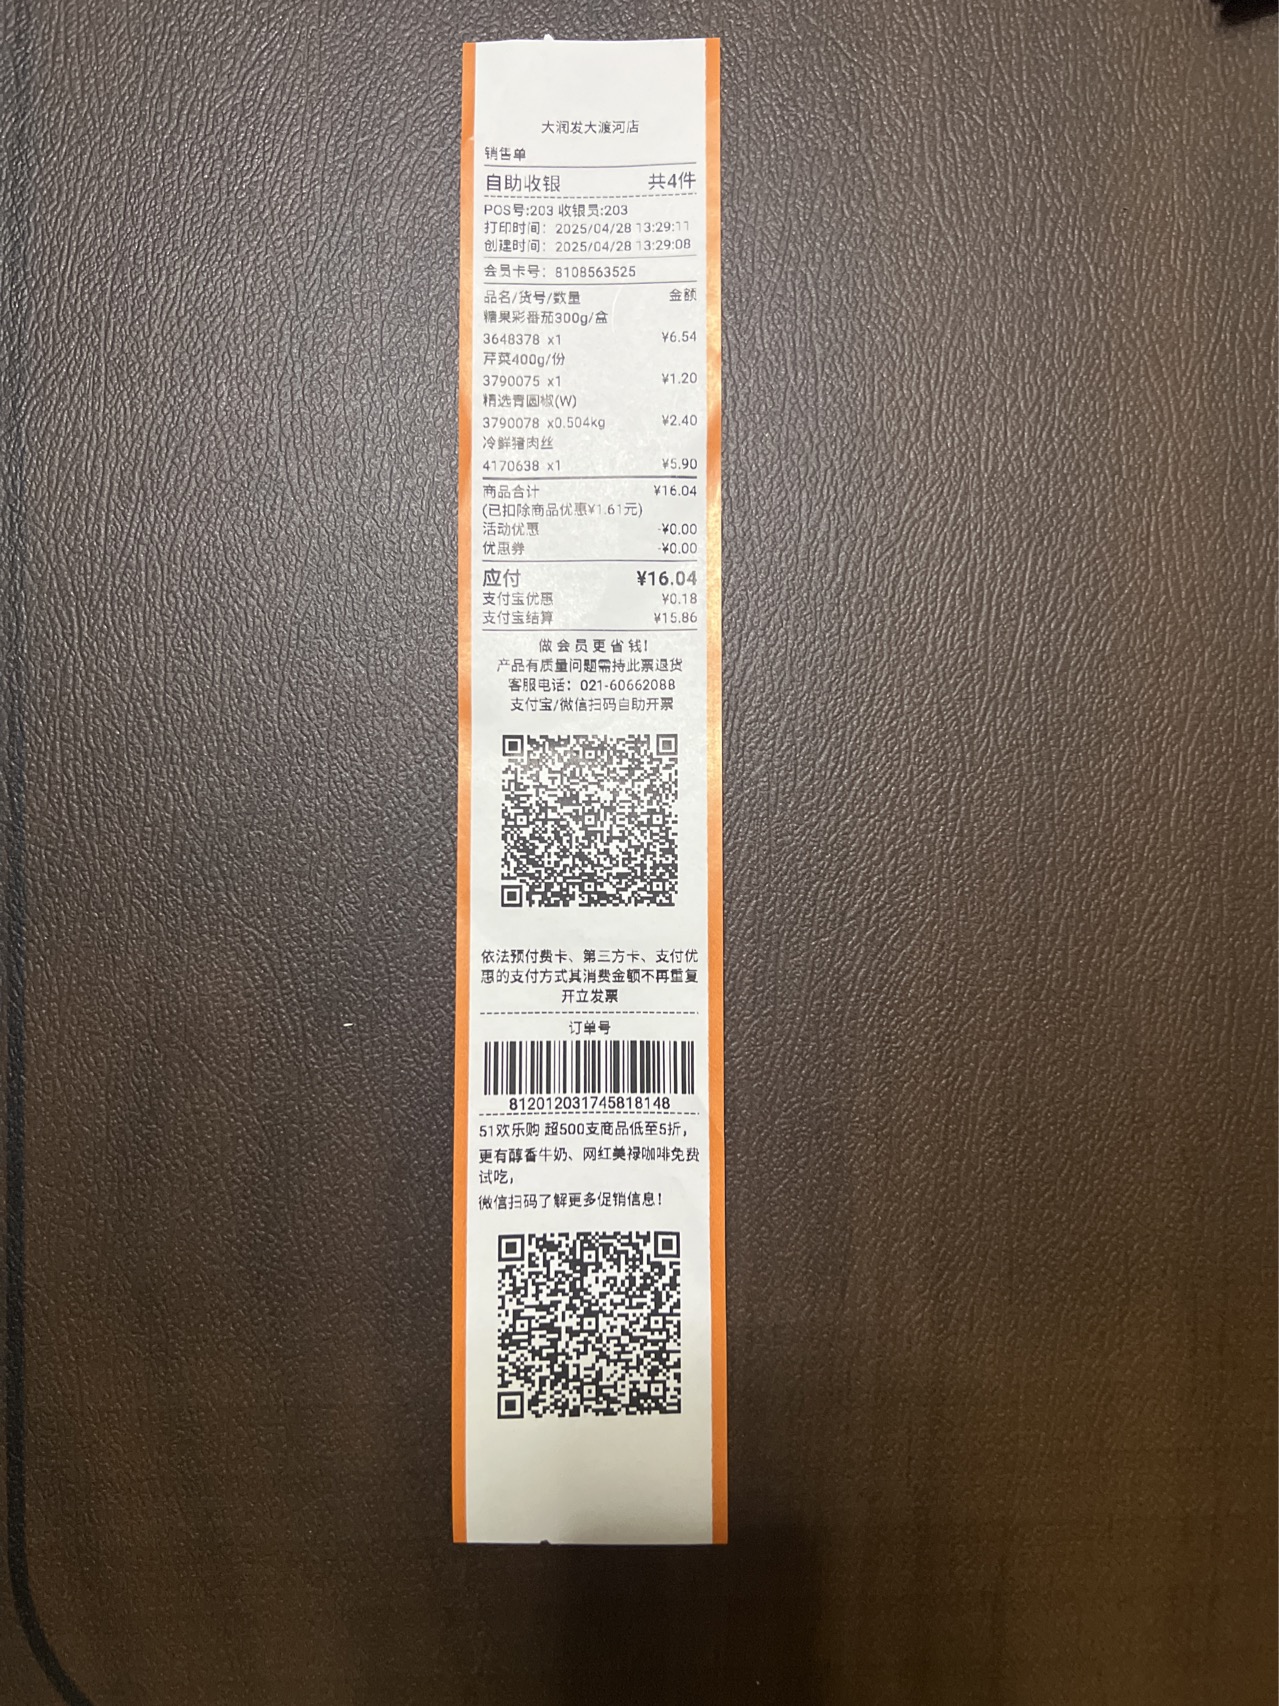 大润发大渡河店
销售单
自助收银 共4件
POS号:203 收银员:203
打印时间：2025/04/28 13:29:11
创建时间：2025/04/28 13:29:08
会员卡号：8108563525
品名/货号/数量 金额
糖果彩番茄300g/盒
3648378 x1 ¥6.54
芹菜400g/份
3790075 x1 ¥1.20
精选青圆椒(W)
3790078 x0.504kg ¥2.40
冷鲜猪肉丝
4170638 x1 ¥5.90
商品合计 ¥16.04
(已扣除商品优惠¥1.61元)
活动优惠 -¥0.00
优惠券 -¥0.00
应付 ¥16.04
支付宝优惠 ¥0.18
支付宝结算 ¥15.86
做会员更省钱!
产品有质量问题需持此票退货
客服电话：021-60662088
支付宝/微信扫码自助开票
依法预付费卡、第三方卡、支付优
惠的支付方式其消费金额不再重复
开立发票
订单号
812012031745818148
51欢乐购 超500支商品低至5折，
更有醇香牛奶、网红美禄咖啡免费
试吃，
微信扫码了解更多促销信息！